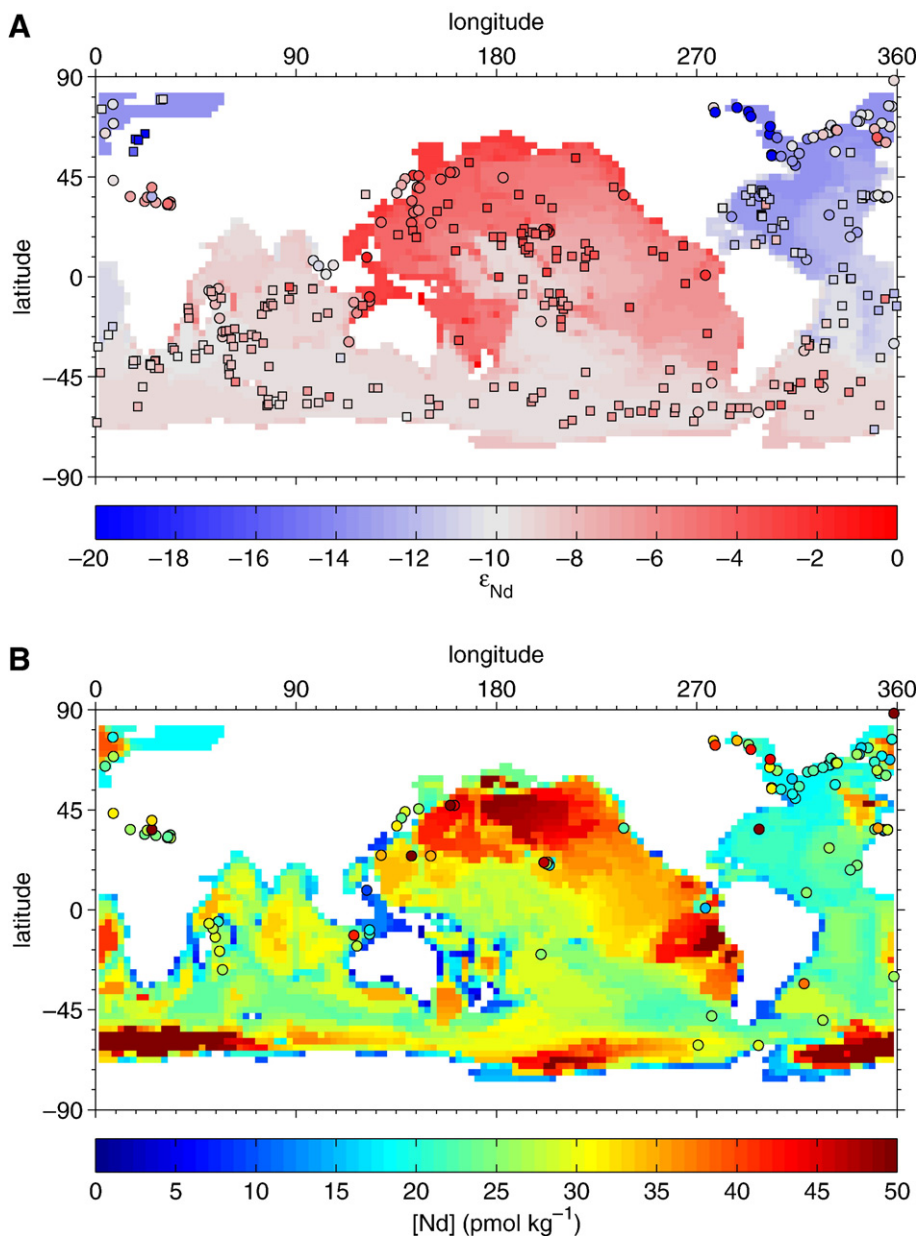 A
longitude
0 90 180 270 360
90
45
0
−45
−90
latitude
−20 −18 −16 −14 −12 −10 −8 −6 −4 −2 0
εNd
B
longitude
0 90 180 270 360
90
45
0
−45
−90
latitude
0 5 10 15 20 25 30 35 40 45 50
[Nd] (pmol kg⁻¹)